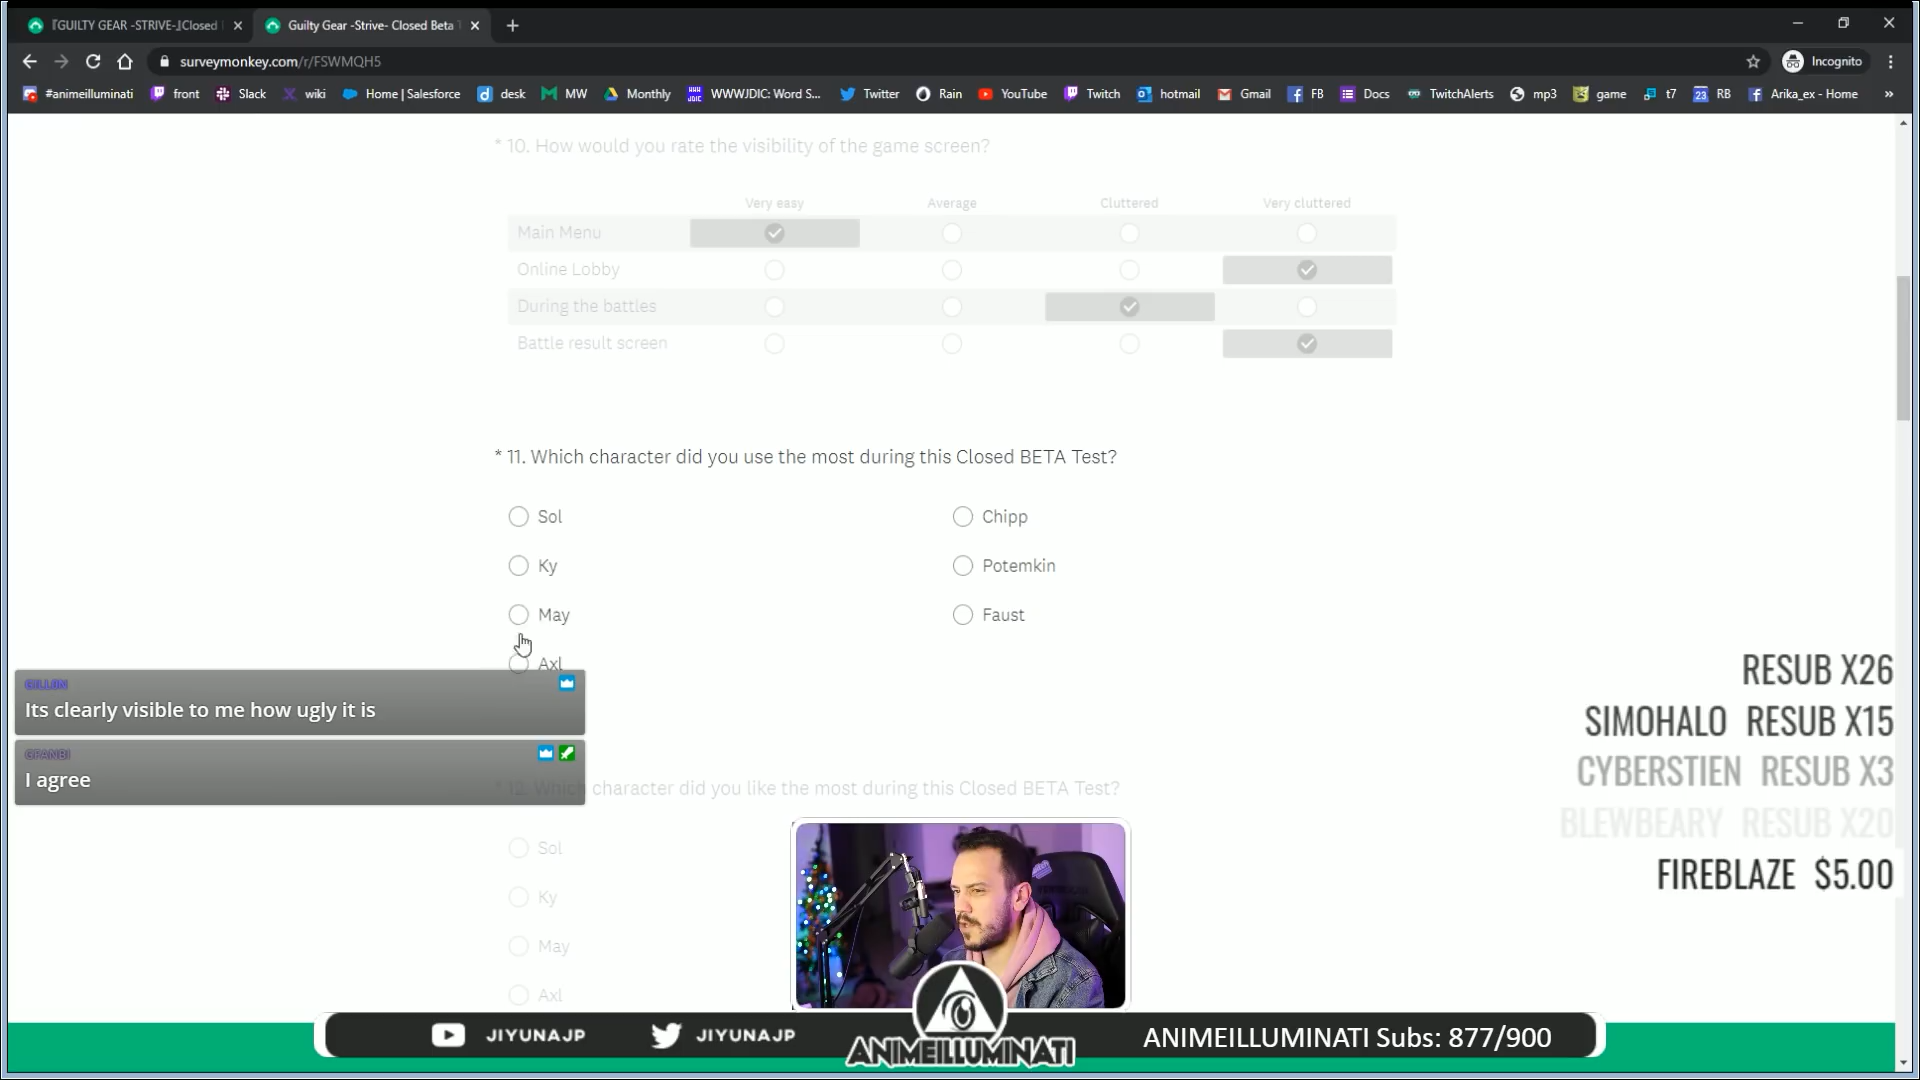 『GUILTY GEAR -STRIVE-』Closed
Guilty Gear -Strive- Closed Beta
surveymonkey.com/r/FSWMQH5
Incognito
#animeilluminati
front
Slack
wiki
Home | Salesforce
desk
MW
Monthly
WWWJDIC: Word S...
Twitter
Rain
YouTube
Twitch
hotmail
Gmail
FB
Docs
TwitchAlerts
mp3
game
t7
RB
Arika_ex - Home
»
* 10. How would you rate the visibility of the game screen?
Very easy Average Cluttered Very cluttered
Main Menu
Online Lobby
During the battles
Battle result screen
* 11. Which character did you use the most during this Closed BETA Test?
Sol
Ky
May
Axl
Chipp
Potemkin
Faust
GILLJIN
Its clearly visible to me how ugly it is
I agree
* 12. Which character did you like the most during this Closed BETA Test?
Sol
Ky
May
Axl
RESUB X26
SIMOHALO RESUB X15
CYBERSTIEN RESUB X3
BLEWBEARY RESUB X20
FIREBLAZE $5.00
JIYUNAJP
JIYUNAJP
ANIMEILLUMINATI
ANIMEILLUMINATI Subs: 877/900